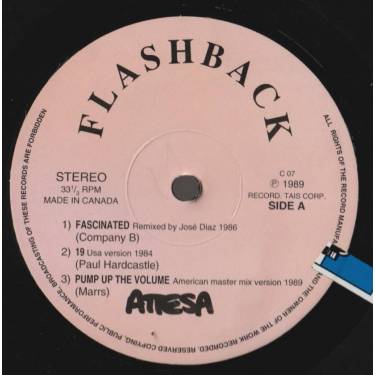 FLASHBACK
STEREO
33⅓ RPM
MADE IN CANADA
C 07
Ⓟ 1989
RECORD. TAIS CORP.
SIDE A
1) FASCINATED Remixed by José Diaz 1986
(Company B)
2) 19 Usa version 1984
(Paul Hardcastle)
3) PUMP UP THE VOLUME American master mix version 1989
(Marrs)
ALL RIGHTS OF THE RECORD MANUFA
AND THE OWNER OF THE WORK RECORDED RESERVED COPYING, PUBLIC PERFORMANCE, BROADCASTING OF THESE RECORDS ARE FORBIDDEN